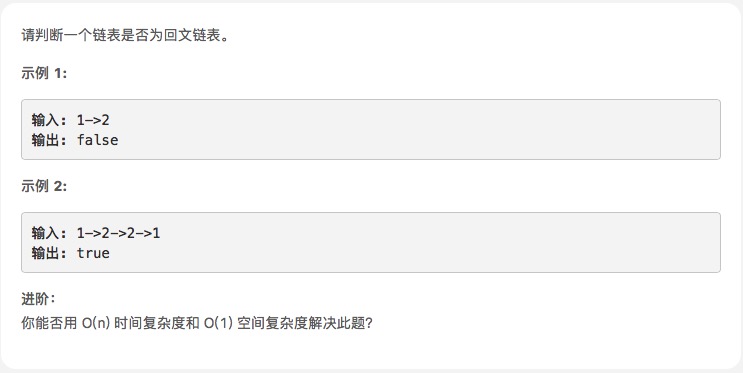 请判断一个链表是否为回文链表。
示例 1:
输入: 1->2
输出: false
示例 2:
输入: 1->2->2->1
输出: true
进阶：
你能否用 O(n) 时间复杂度和 O(1) 空间复杂度解决此题？